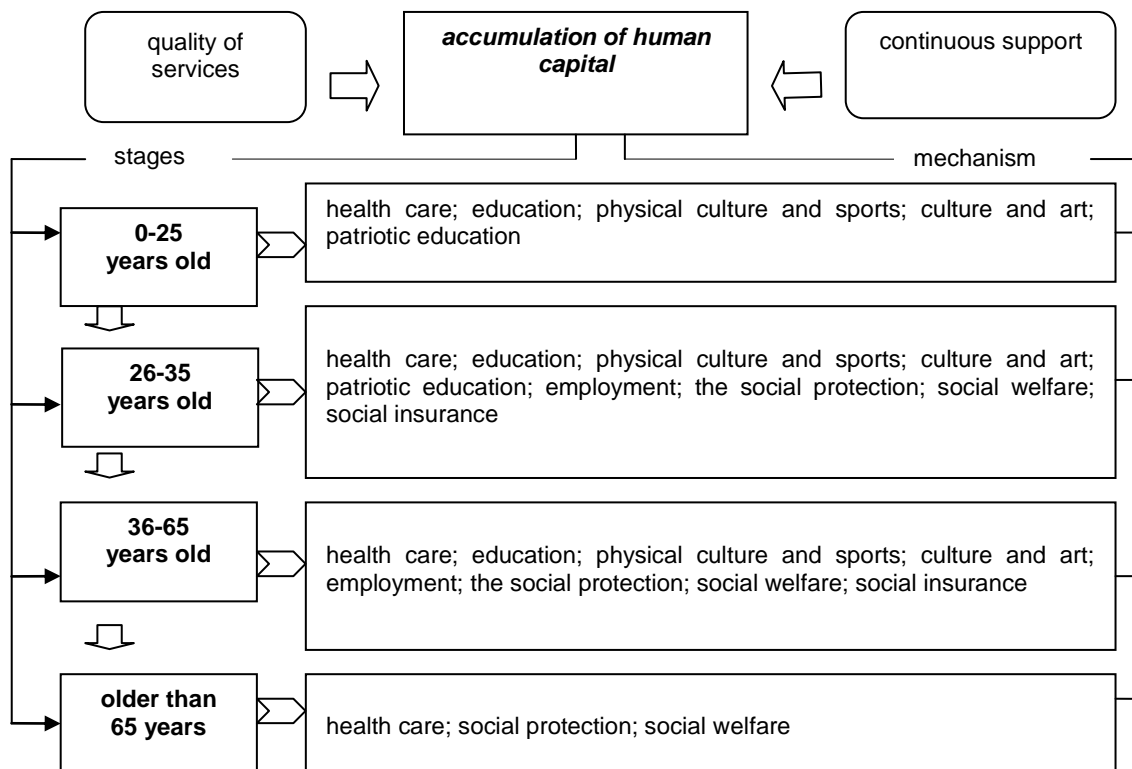 quality of
services
accumulation of human
capital
continuous support
stages
mechanism
0-25
years old
health care; education; physical culture and sports; culture and art;
patriotic education
26-35
years old
health care; education; physical culture and sports; culture and art;
patriotic education; employment; the social protection; social welfare;
social insurance
36-65
years old
health care; education; physical culture and sports; culture and art;
employment; the social protection; social welfare; social insurance
older than
65 years
health care; social protection; social welfare